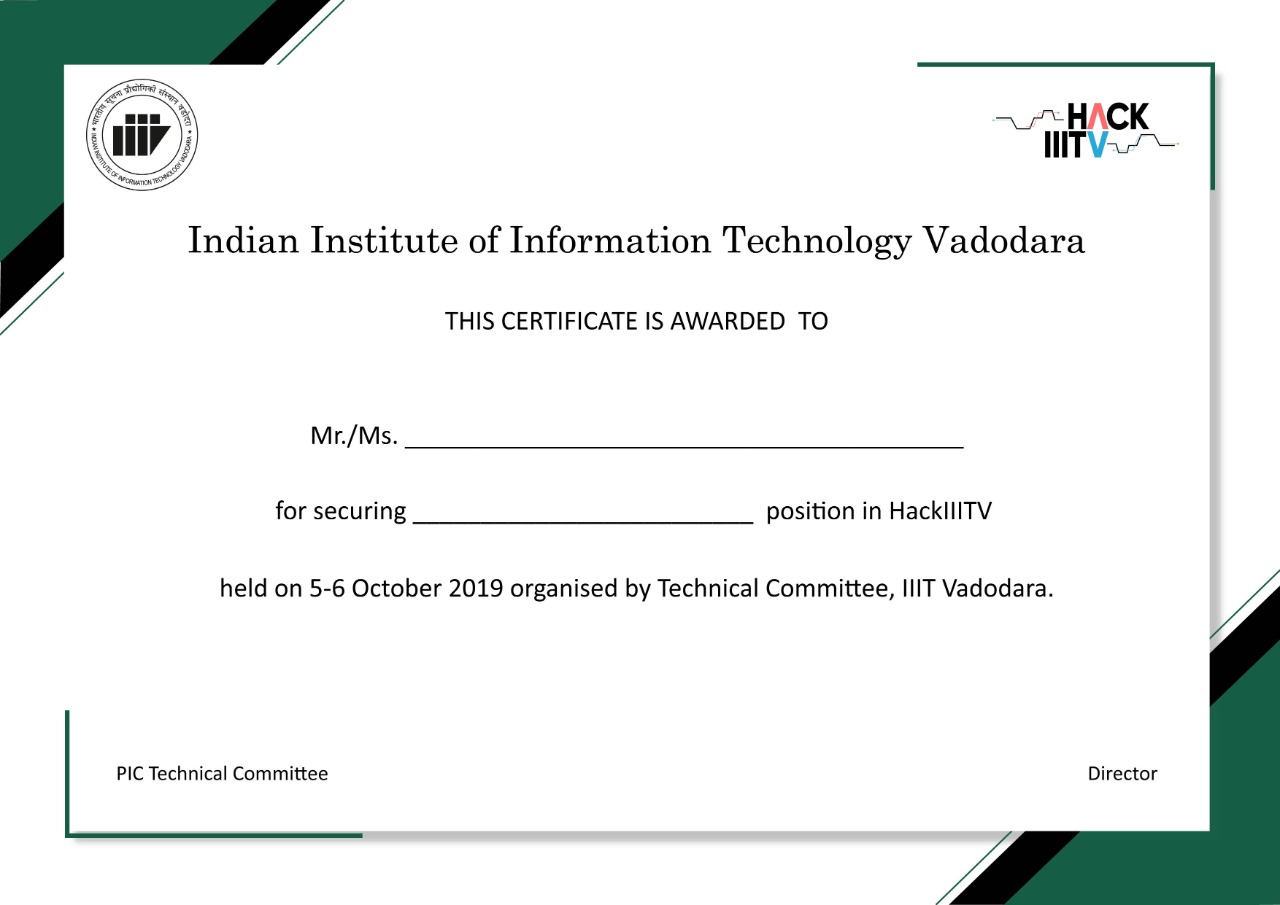 भारतीय सूचना प्रौद्योगिकी संस्थान वडोदरा
INDIAN INSTITUTE OF INFORMATION TECHNOLOGY VADODARA
HACK
IIITV
Indian Institute of Information Technology Vadodara
THIS CERTIFICATE IS AWARDED TO
Mr./Ms. ________________________________________
for securing _________________________ position in HackIIITV
held on 5-6 October 2019 organised by Technical Committee, IIIT Vadodara.
PIC Technical Committee
Director